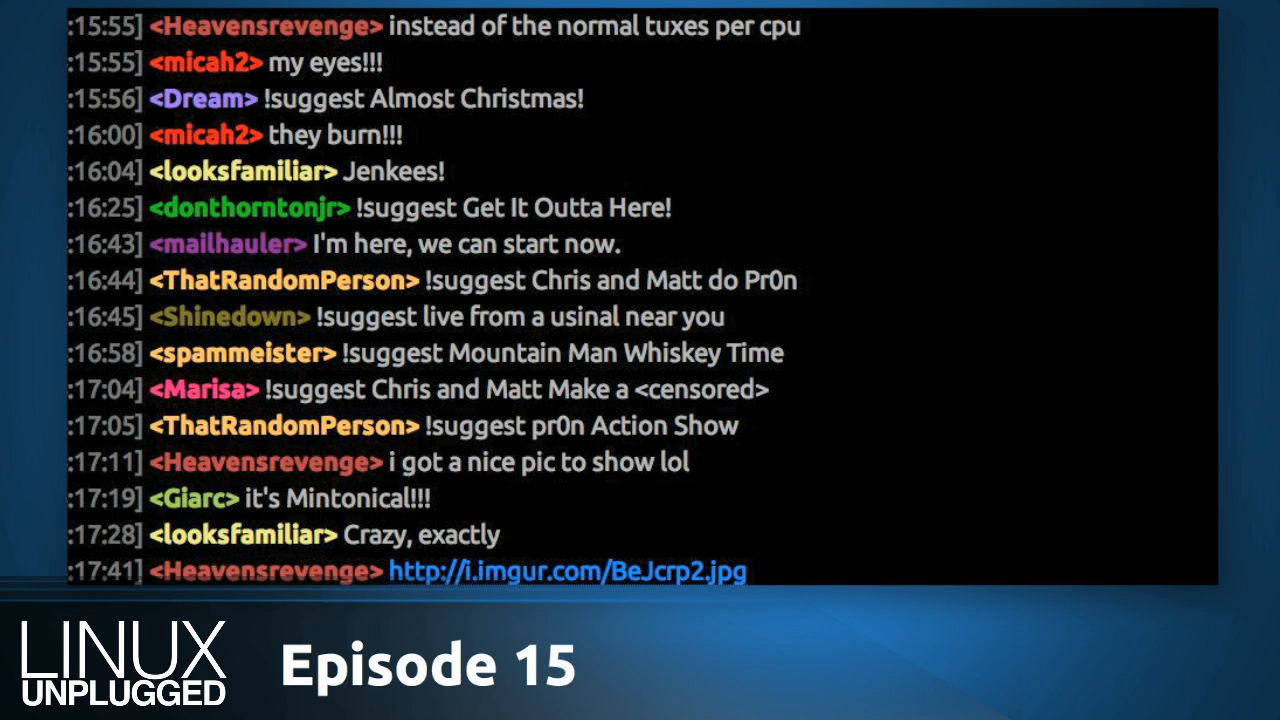 :15:55] <Heavensrevenge> instead of the normal tuxes per cpu
:15:55] <micah2> my eyes!!!
:15:56] <Dream> !suggest Almost Christmas!
:16:00] <micah2> they burn!!!
:16:04] <looksfamiliar> Jenkees!
:16:25] <donthorntonjr> !suggest Get It Outta Here!
:16:43] <mailhauler> I'm here, we can start now.
:16:44] <ThatRandomPerson> !suggest Chris and Matt do Pr0n
:16:45] <Shinedown> !suggest live from a usinal near you
:16:58] <spammeister> !suggest Mountain Man Whiskey Time
:17:04] <Marisa> !suggest Chris and Matt Make a <censored>
:17:05] <ThatRandomPerson> !suggest pr0n Action Show
:17:11] <Heavensrevenge> i got a nice pic to show lol
:17:19] <Giarc> it's Mintonical!!!
:17:28] <looksfamiliar> Crazy, exactly
:17:41] <Heavensrevenge> http://i.imgur.com/BeJcrp2.jpg
LINUX
UNPLUGGED
Episode 15